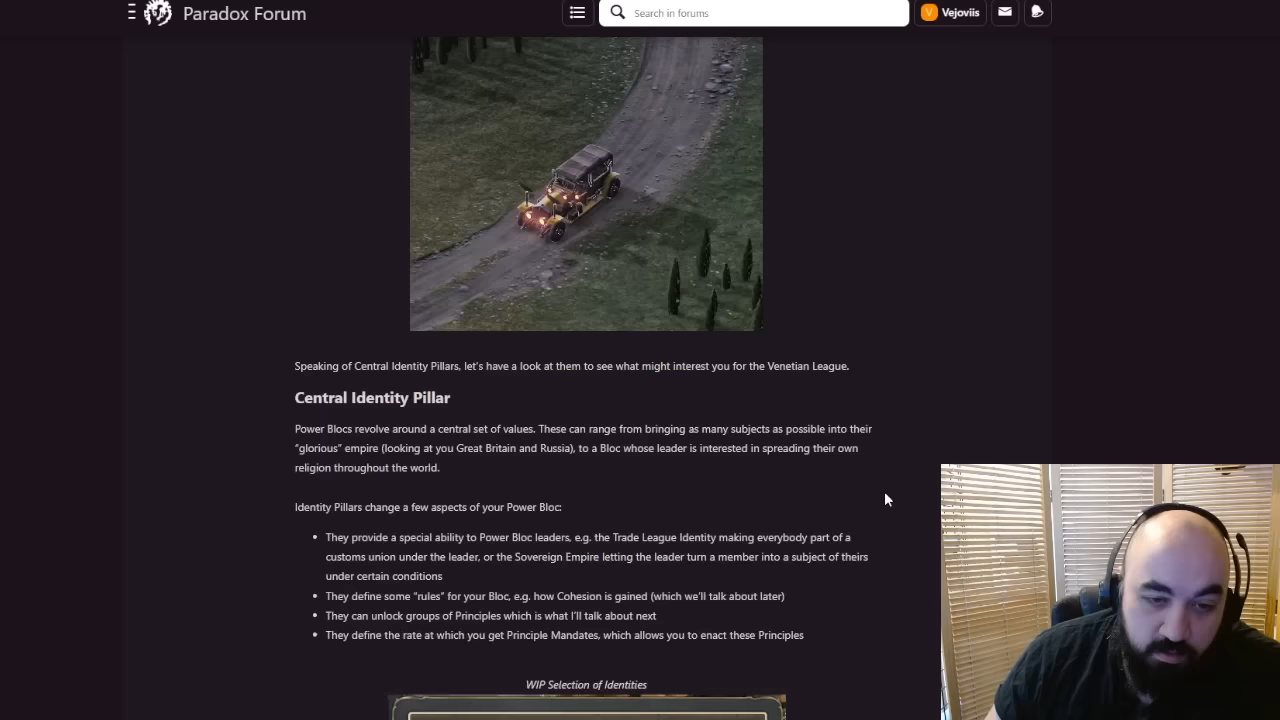 Paradox Forum
Search in forums
V Vejoviis
Speaking of Central Identity Pillars, let's have a look at them to see what might interest you for the Venetian League.
Central Identity Pillar
Power Blocs revolve around a central set of values. These can range from bringing as many subjects as possible into their
“glorious” empire (looking at you Great Britain and Russia), to a Bloc whose leader is interested in spreading their own
religion throughout the world.
Identity Pillars change a few aspects of your Power Bloc:
• They provide a special ability to Power Bloc leaders, e.g. the Trade League Identity making everybody part of a
customs union under the leader, or the Sovereign Empire letting the leader turn a member into a subject of theirs
under certain conditions
• They define some “rules” for your Bloc, e.g. how Cohesion is gained (which we'll talk about later)
• They can unlock groups of Principles which is what I'll talk about next
• They define the rate at which you get Principle Mandates, which allows you to enact these Principles
WIP Selection of Identities